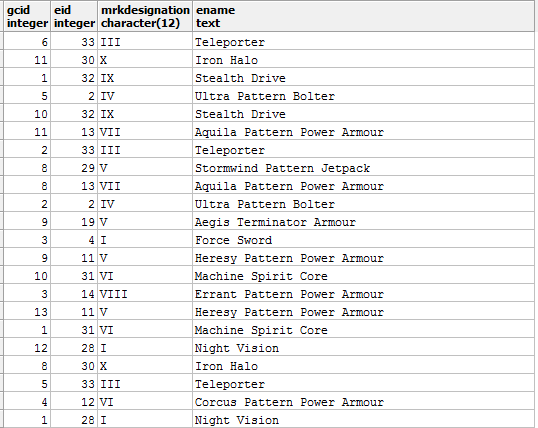 gcid eid mrkdesignation ename
integer integer character(12) text
6 33 III Teleporter
11 30 X Iron Halo
1 32 IX Stealth Drive
5 2 IV Ultra Pattern Bolter
10 32 IX Stealth Drive
11 13 VII Aquila Pattern Power Armour
2 33 III Teleporter
8 29 V Stormwind Pattern Jetpack
8 13 VII Aquila Pattern Power Armour
2 2 IV Ultra Pattern Bolter
9 19 V Aegis Terminator Armour
3 4 I Force Sword
9 11 V Heresy Pattern Power Armour
10 31 VI Machine Spirit Core
3 14 VIII Errant Pattern Power Armour
13 11 V Heresy Pattern Power Armour
1 31 VI Machine Spirit Core
12 28 I Night Vision
8 30 X Iron Halo
5 33 III Teleporter
4 12 VI Corcus Pattern Power Armour
1 28 I Night Vision